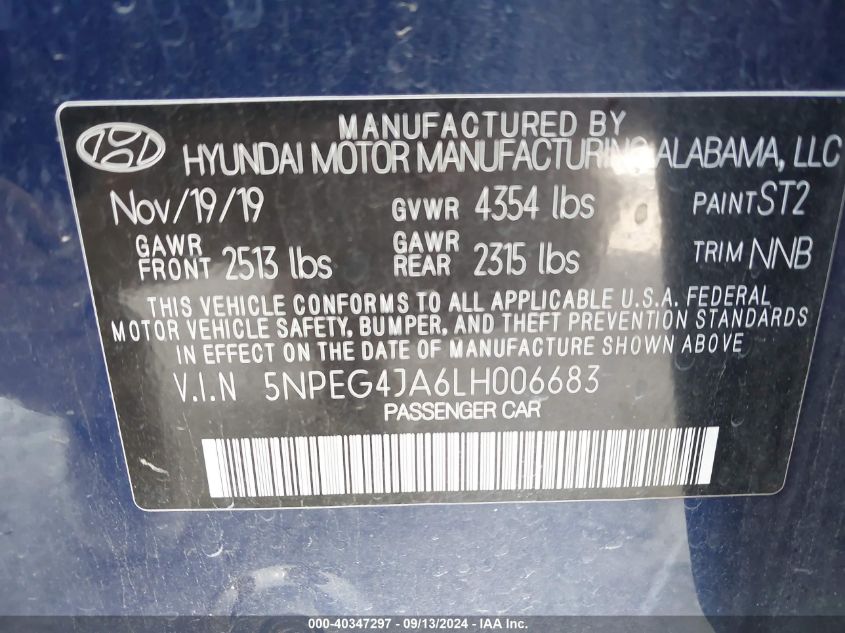 MANUFACTURED BY
HYUNDAI MOTOR MANUFACTURING ALABAMA, LLC
Nov/19/19 GVWR 4354 lbs PAINT ST2
GAWR FRONT 2513 lbs GAWR REAR 2315 lbs TRIM NNB
THIS VEHICLE CONFORMS TO ALL APPLICABLE U.S.A. FEDERAL
MOTOR VEHICLE SAFETY, BUMPER, AND THEFT PREVENTION STANDARDS
IN EFFECT ON THE DATE OF MANUFACTURE SHOWN ABOVE
V.I.N 5NPEG4JA6LH006683
PASSENGER CAR
000-40347297 - 09/13/2024 - IAA Inc.